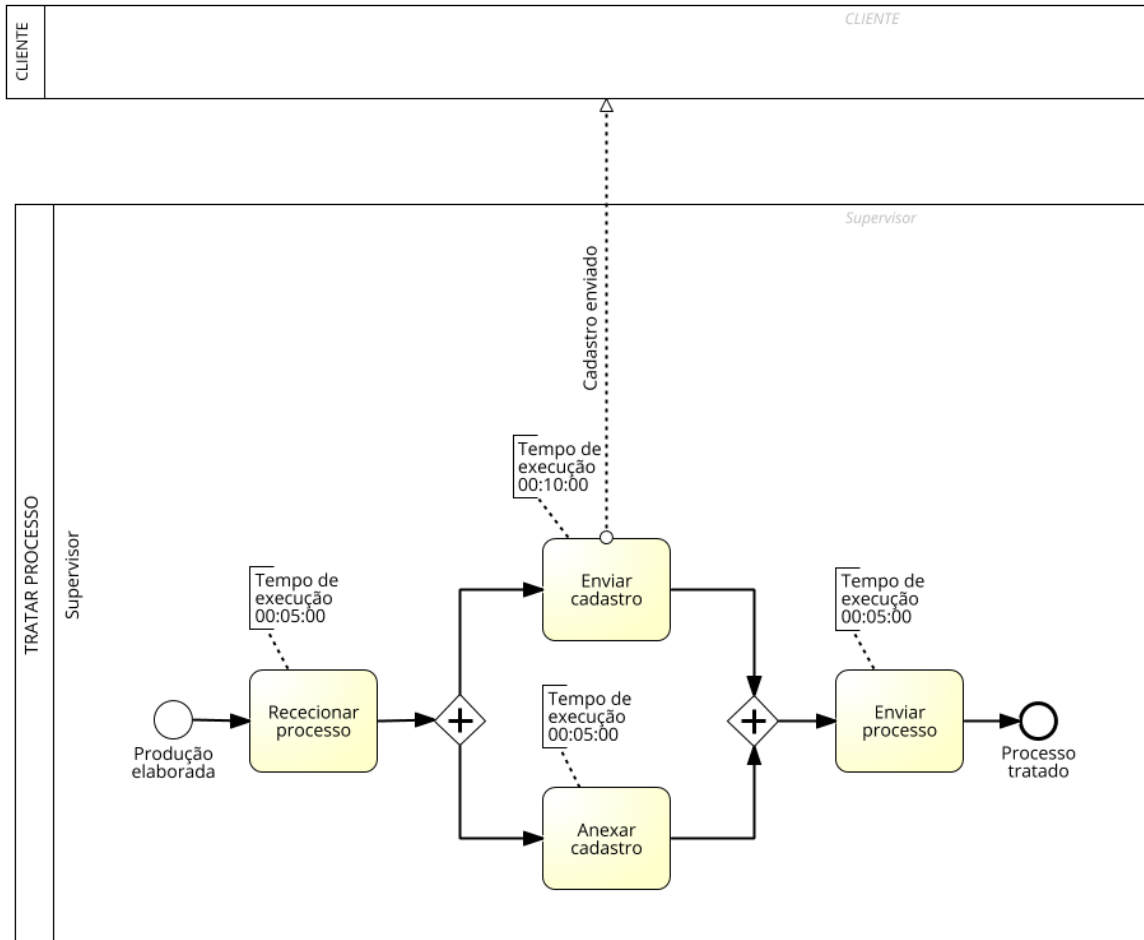 CLIENTE
CLIENTE
TRATAR PROCESSO
Supervisor
Supervisor
Cadastro enviado
Tempo de
execução
00:10:00
Enviar
cadastro
Tempo de
execução
00:05:00
Rececionar
processo
Tempo de
execução
00:05:00
Enviar
processo
Tempo de
execução
00:05:00
Anexar
cadastro
Produção
elaborada
Processo
tratado